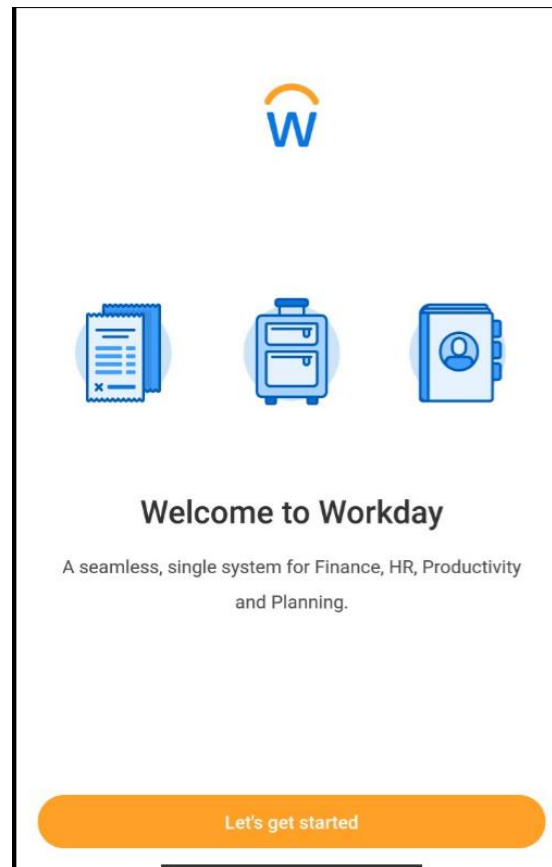 W
Welcome to Workday
A seamless, single system for Finance, HR, Productivity
and Planning.
Let's get started